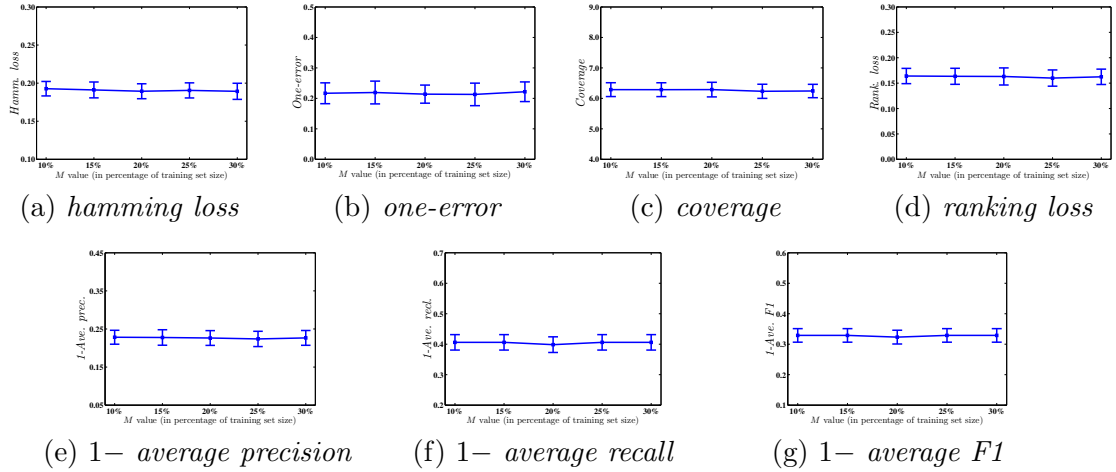 0.30
0.25
0.20
0.15
0.10
Hamm. loss
10% 15% 20% 25% 30%
M value (in percentage of training set size)
(a) hamming loss
0.5
0.4
0.3
0.2
0.1
0.0
One-error
10% 15% 20% 25% 30%
M value (in percentage of training set size)
(b) one-error
9.0
8.0
7.0
6.0
5.0
4.0
Coverage
10% 15% 20% 25% 30%
M value (in percentage of training set size)
(c) coverage
0.30
0.25
0.20
0.15
0.10
0.05
0.00
Rank. loss
10% 15% 20% 25% 30%
M value (in percentage of training set size)
(d) ranking loss
0.45
0.35
0.25
0.15
0.05
1-Ave. prec.
10% 15% 20% 25% 30%
M value (in percentage of training set size)
(e) 1− average precision
0.7
0.6
0.5
0.4
0.3
0.2
1-Ave. recl.
10% 15% 20% 25% 30%
M value (in percentage of training set size)
(f) 1− average recall
0.6
0.5
0.4
0.3
0.2
0.1
1-Ave. F1
10% 15% 20% 25% 30%
M value (in percentage of training set size)
(g) 1− average F1